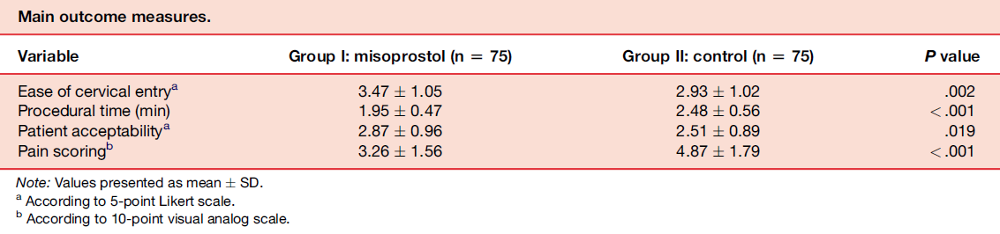 Main outcome measures.
Variable Group I: misoprostol (n = 75) Group II: control (n = 75) P value
Ease of cervical entrya 3.47 ± 1.05 2.93 ± 1.02 .002
Procedural time (min) 1.95 ± 0.47 2.48 ± 0.56 <.001
Patient acceptabilitya 2.87 ± 0.96 2.51 ± 0.89 .019
Pain scoringb 3.26 ± 1.56 4.87 ± 1.79 <.001
Note: Values presented as mean ± SD.
a According to 5-point Likert scale.
b According to 10-point visual analog scale.